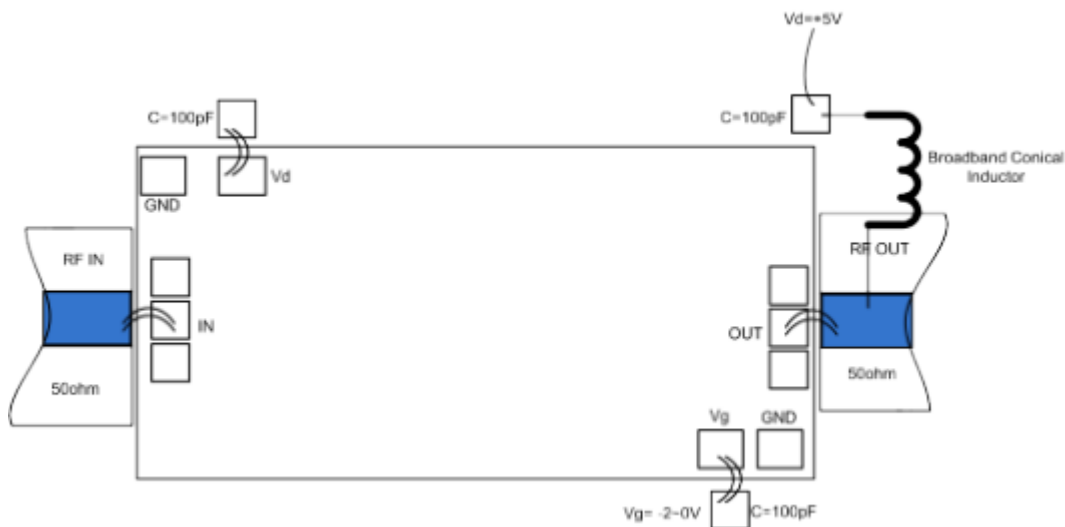 Vd=+5V
C=100pF
C=100pF
Broadband Conical
Inductor
Vd
GND
RF IN
RF OUT
IN
OUT
50ohm
50ohm
Vg
GND
Vg= -2~0V
C=100pF